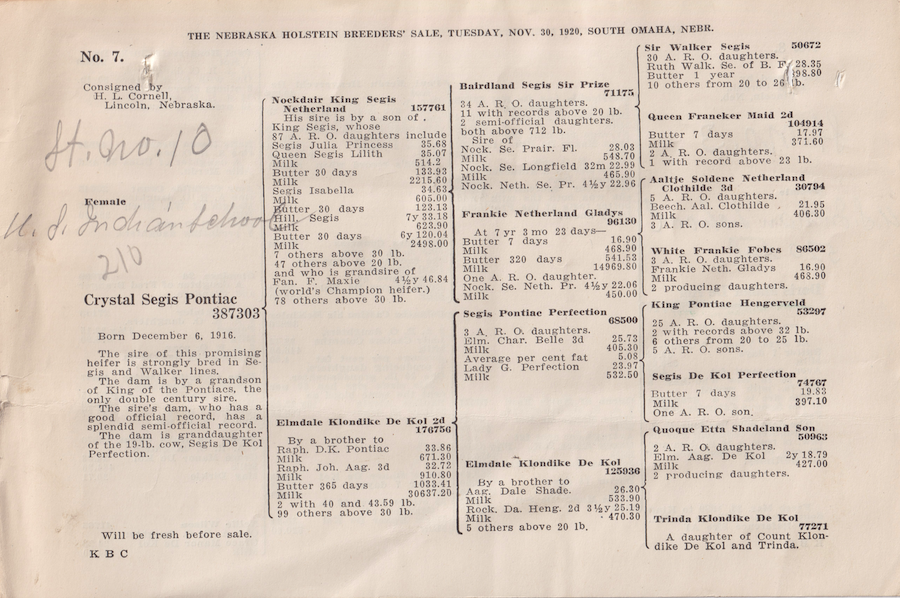 THE NEBRASKA HOLSTEIN BREEDERS' SALE, TUESDAY, NOV. 30, 1920, SOUTH OMAHA, NEBR.
No. 7.
Consigned by
H. L. Cornell,
Lincoln, Nebraska.
St. No. 10
Female
U. S. Indian School
210
Crystal Segis Pontiac
387303
Born December 6, 1916.
The sire of this promising
heifer is strongly bred in Se-
gis and Walker lines.
The dam is by a grandson
of King of the Pontiacs, the
only double century sire.
The sire's dam, who has a
good official record, has a
splendid semi-official record.
The dam is granddaughter
of the 19-lb. cow, Segis De Kol
Perfection.
Will be fresh before sale.
K B C
Nockdair King Segis
Netherland 157761
His sire is by a son of
King Segis, whose
87 A. R. O. daughters include
Segis Julia Princess 35.68
Queen Segis Lilith 35.07
Milk 514.2
Butter 30 days 133.93
Milk 2215.60
Segis Isabella 34.63
Milk 605.00
Butter 30 days 123.13
Hill. Segis 7y 33.18
Milk 623.90
Butter 30 days 6y 120.04
Milk 2498.00
7 others above 30 lb.
47 others above 20 lb.
and who is grandsire of
Fan. F. Maxie 4½y 46.84
(world's Champion heifer.)
78 others above 30 lb.
Elmdale Klondike De Kol 2d
176756
By a brother to
Raph. D.K. Pontiac 33.86
Milk 671.30
Raph. Joh. Aag. 3d 32.72
Milk 910.80
Butter 365 days 1033.41
Milk 30637.20
2 with 40 and 43.59 lb.
99 others above 30 lb.
Bairdland Segis Sir Prize
71175
34 A. R. O. daughters.
11 with records above 20 lb.
2 semi-official daughters.
both above 712 lb.
Sire of
Nock. Se. Prair. Fl. 28.03
Milk 548.70
Nock. Se. Longfield 32m 22.99
Milk 465.90
Nock. Neth. Se. Pr. 4½y 22.96
Frankie Netherland Gladys
96130
At 7 yr 3 mo 23 days—
Butter 7 days 16.90
Milk 468.90
Butter 320 days 541.53
Milk 14969.80
One A. R. O. daughter.
Nock. Se. Neth. Pr. 4½y 22.06
Milk 450.00
Segis Pontiac Perfection
68500
3 A. R. O. daughters.
Elm. Char. Belle 3d 25.73
Milk 405.30
Average per cent fat 5.08
Lady G. Perfection 23.97
Milk 532.50
Elmdale Klondike De Kol
125936
By a brother to
Aag. Dale Shade. 26.30
Milk 533.90
Rock. Da. Heng. 2d 3½y 25.19
Milk 470.30
5 others above 20 lb.
Sir Walker Segis 50672
30 A. R. O. daughters.
Ruth Walk. Se. of B. F. 28.35
Butter 1 year 98.80
10 others from 20 to 26 lb.
Queen Franeker Maid 2d
104914
Butter 7 days 17.97
Milk 371.60
2 A. R. O. daughters.
1 with record above 23 lb.
Aaltje Soldene Netherland
Clothilde 3d 30794
5 A. R. O. daughters.
Beech. Aal. Clothilde 21.95
Milk 406.30
3 A. R. O. sons.
White Frankie Fobes 86502
3 A. R. O. daughters.
Frankie Neth. Gladys 16.90
Milk 468.90
2 producing daughters.
King Pontiac Hengerveld
53297
25 A. R. O. daughters.
2 with records above 32 lb.
6 others from 20 to 25 lb.
5 A. R. O. sons.
Segis De Kol Perfection
74767
Butter 7 days 19.83
Milk 397.10
One A. R. O. son.
Quoque Etta Shadeland Son
50963
2 A. R. O. daughters.
Elm. Aag. De Kol 2y 18.79
Milk 427.00
2 producing daughters.
Trinda Klondike De Kol
77271
A daughter of Count Klon-
dike De Kol and Trinda.